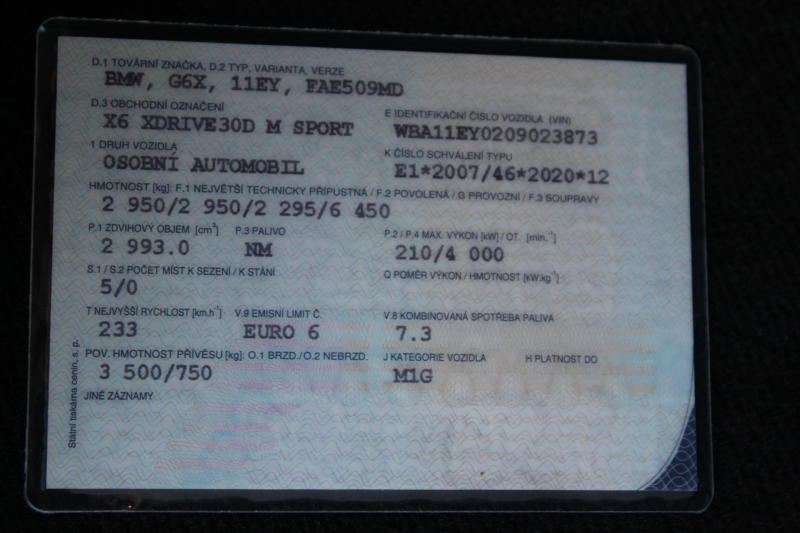 D.1 TOVÁRNÍ ZNAČKA, D.2 TYP, VARIANTA, VERZE
BMW, G6X, 11EY, FAE509MD
D.3 OBCHODNÍ OZNAČENÍ
X6 XDRIVE30D M SPORT
E IDENTIFIKAČNÍ ČÍSLO VOZIDLA (VIN)
WBA11EY0209023873
1 DRUH VOZIDLA
OSOBNÍ AUTOMOBIL
K ČÍSLO SCHVÁLENÍ TYPU
E1*2007/46*2020*12
HMOTNOST [kg]: F.1 NEJVĚTŠÍ TECHNICKY PŘÍPUSTNÁ / F.2 POVOLENÁ / G PROVOZNÍ / F.3 SOUPRAVY
2 950/2 950/2 295/6 450
P.1 ZDVIHOVÝ OBJEM [cm³] P.3 PALIVO P.2 / P.4 MAX. VÝKON [kW] / OT. [min.⁻¹]
2 993.0 NM 210/4 000
S.1 / S.2 POČET MÍST K SEZENÍ / K STÁNÍ Q POMĚR VÝKON / HMOTNOST [kW.kg⁻¹]
5/0
T NEJVYŠŠÍ RYCHLOST [km.h⁻¹] V.9 EMISNÍ LIMIT Č. V.8 KOMBINOVANÁ SPOTŘEBA PALIVA
233 EURO 6 7.3
POV. HMOTNOST PŘÍVĚSU [kg]: O.1 BRZD./O.2 NEBRZD. J KATEGORIE VOZIDLA H PLATNOST DO
3 500/750 M1G
JINÉ ZÁZNAMY
Státní tiskárna cenin, s. p.